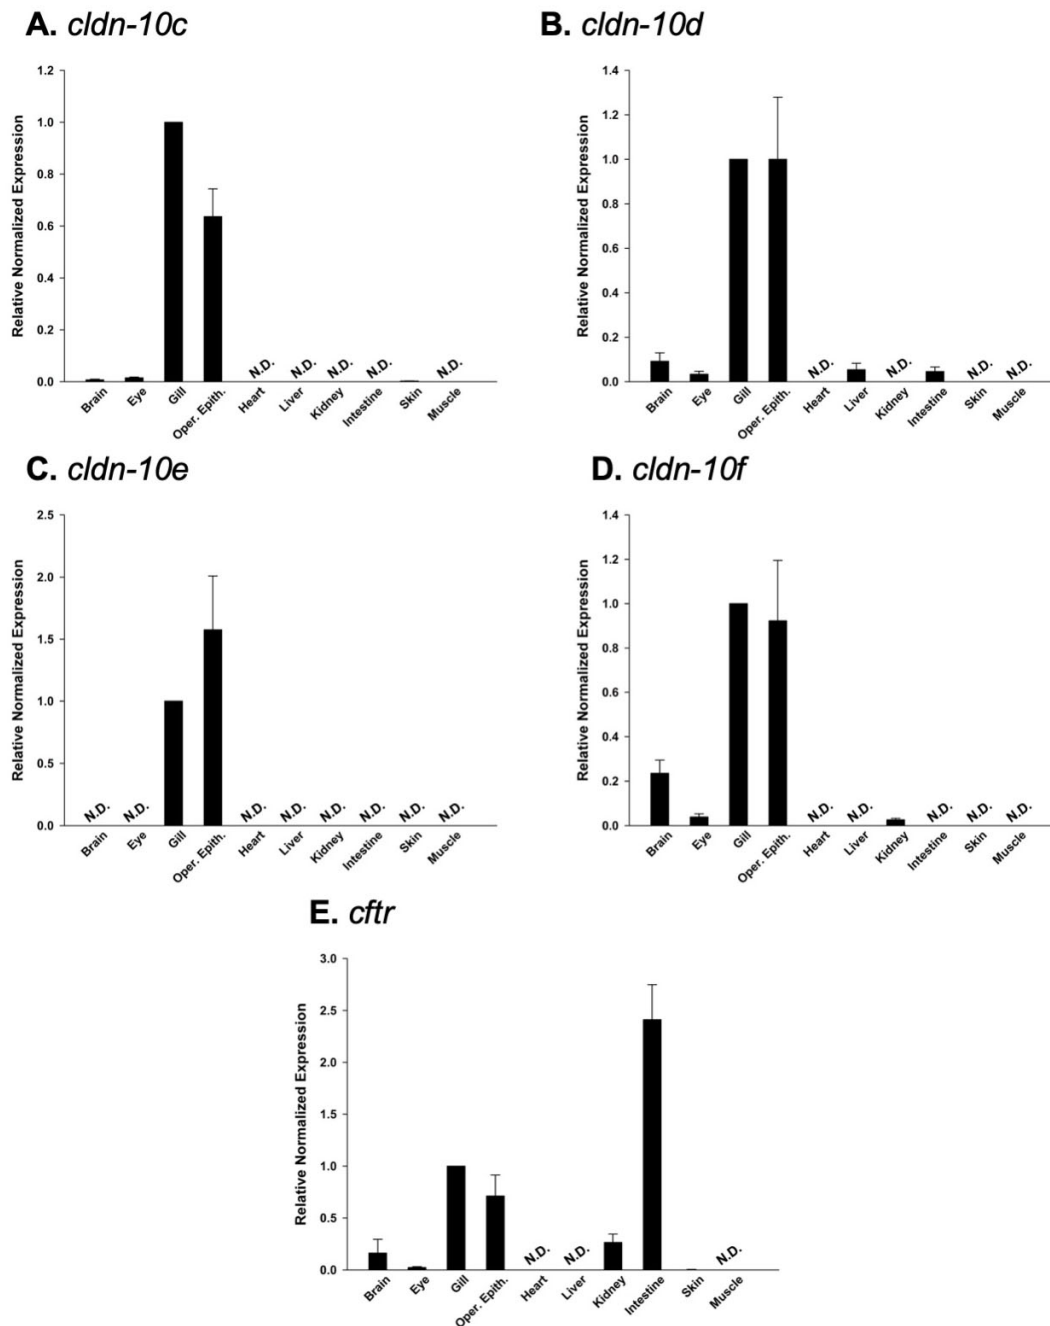 A. cldn-10c
Relative Normalized Expression
1.2
1.0
0.8
0.6
0.4
0.2
0.0
N.D. N.D. N.D. N.D. N.D.
Brain Eye Gill Oper. Epith. Heart Liver Kidney Intestine Skin Muscle
B. cldn-10d
Relative Normalized Expression
1.4
1.2
1.0
0.8
0.6
0.4
0.2
0.0
N.D. N.D. N.D. N.D.
Brain Eye Gill Oper. Epith. Heart Liver Kidney Intestine Skin Muscle
C. cldn-10e
Relative Normalized Expression
2.5
2.0
1.5
1.0
0.5
0.0
N.D. N.D. N.D. N.D. N.D. N.D. N.D. N.D.
Brain Eye Gill Oper. Epith. Heart Liver Kidney Intestine Skin Muscle
D. cldn-10f
Relative Normalized Expression
1.4
1.2
1.0
0.8
0.6
0.4
0.2
0.0
N.D. N.D. N.D. N.D. N.D.
Brain Eye Gill Oper. Epith. Heart Liver Kidney Intestine Skin Muscle
E. cftr
Relative Normalized Expression
3.0
2.5
2.0
1.5
1.0
0.5
0.0
N.D. N.D. N.D.
Brain Eye Gill Oper. Epith. Heart Liver Kidney Intestine Skin Muscle